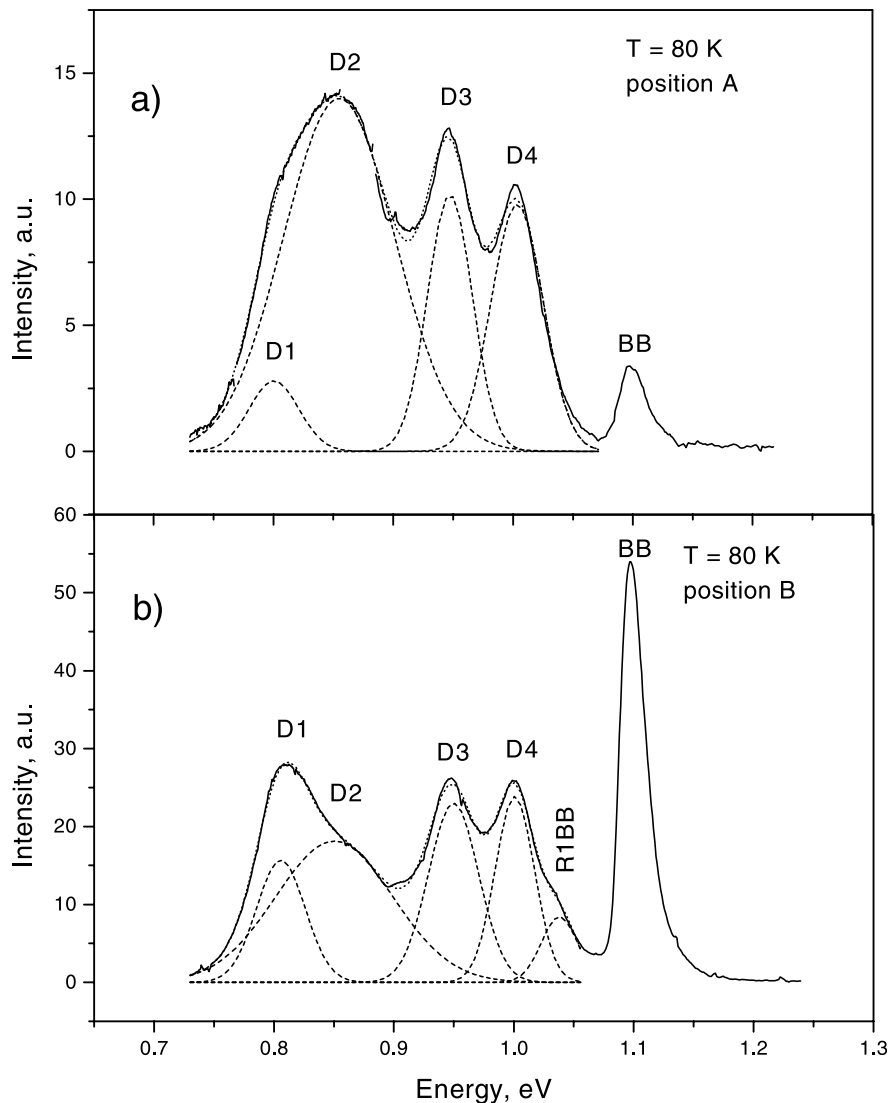 T = 80 K
position A
a)
D2
D3
D4
D1
BB
15
10
5
0
Intensity, a.u.
T = 80 K
position B
b)
BB
D1
D2
D3
D4
R1BB
60
50
40
30
20
10
0
Intensity, a.u.
0.7 0.8 0.9 1.0 1.1 1.2 1.3
Energy, eV